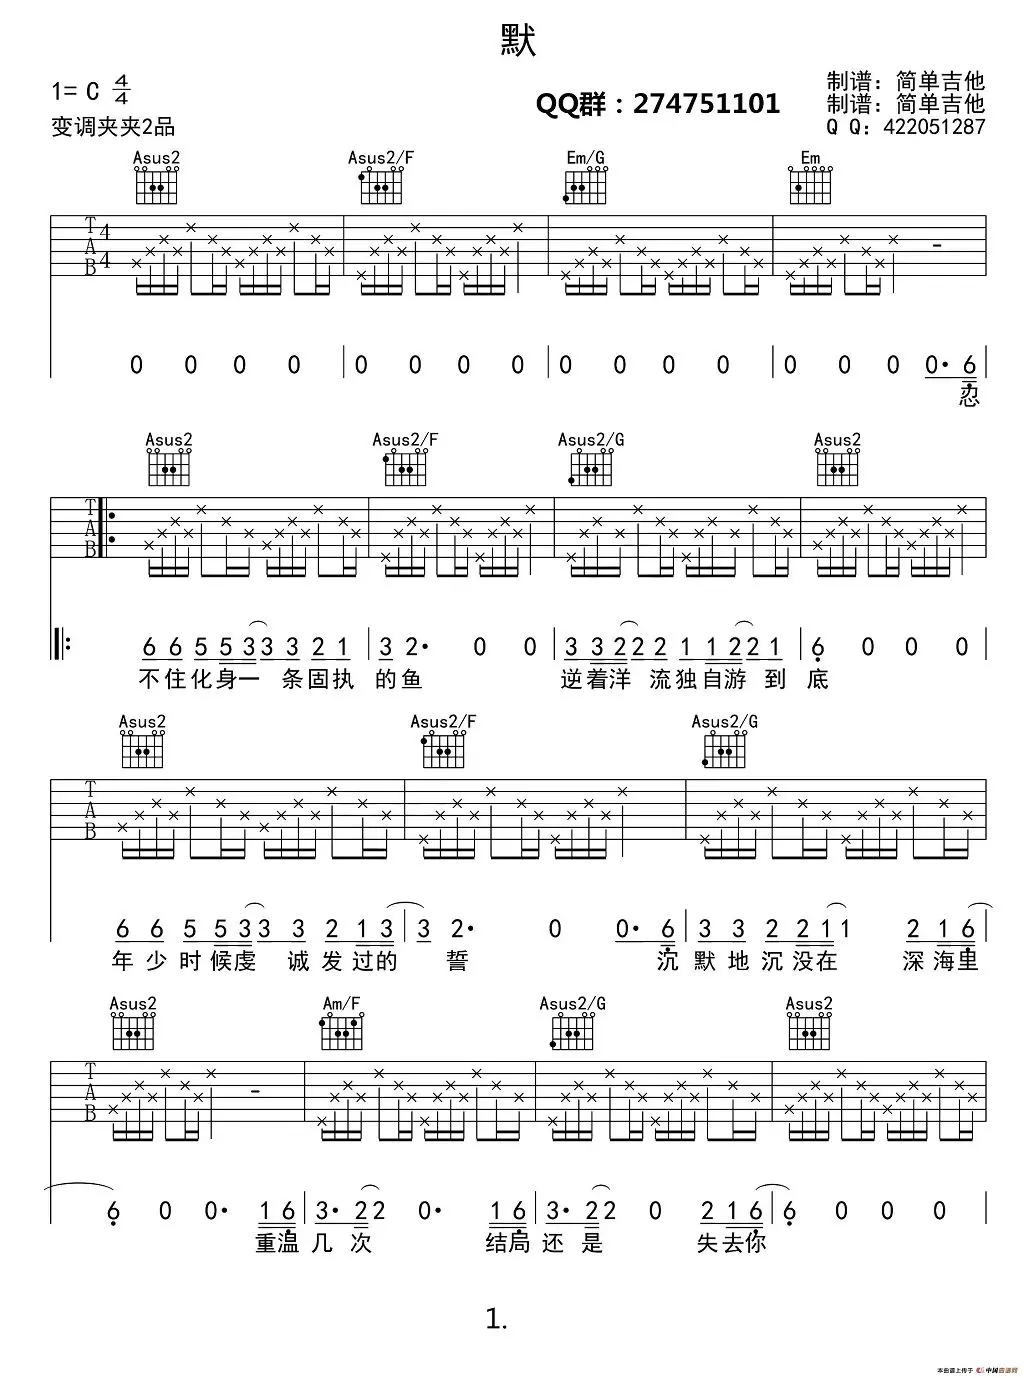 默
1= C 4/4
变调夹夹2品
QQ群：274751101
制谱：简单吉他
制谱：简单吉他
Q Q：422051287
Asus2 Asus2/F Em/G Em
T A B 4 4
0 0 0 0 0 0 0 0 0 0 0 0 0 0 0· 6
忍
Asus2 Asus2/F Asus2/G Asus2
T A B
6 6 5 5 3 3 3 2 1 3 2· 0 0 3 3 2 2 2 1 1 2 2 1 6 0 0 0
不住化身一 条固执 的鱼 逆着洋 流独自游 到 底
Asus2 Asus2/F Asus2/G
T A B
6 6 5 5 3 3 3 2 1 3 3 2· 0 0· 6 3 3 2 2 1 1 2 1 6
年少时候虔 诚发过的 誓 沉 默地沉没在 深海里
Asus2 Am/F Asus2/G Asus2
T A B
6 0 0· 1 6 3· 2 2 0· 1 6 3· 2 2 0 2 1 6 6 0 0 0
重温 几 次 结局 还 是 失去你
1.
本曲谱上传于 中国曲谱网